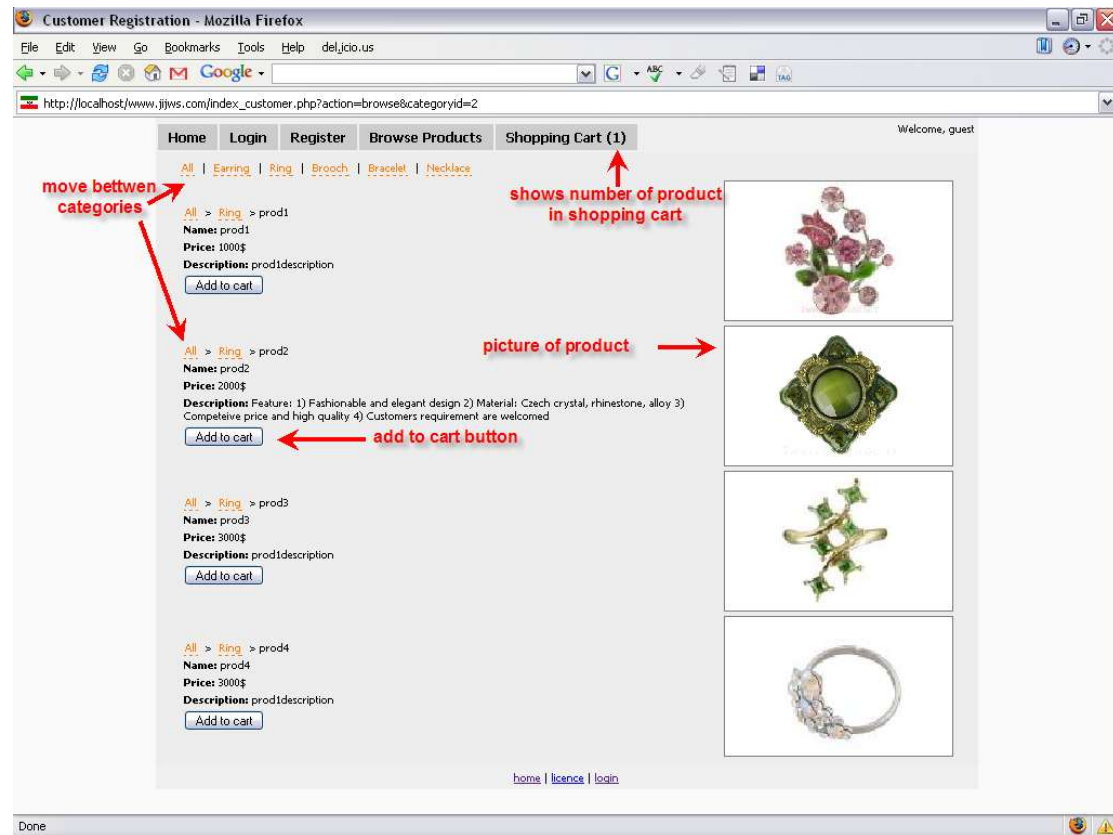 Customer Registration - Mozilla Firefox
File Edit View Go Bookmarks Tools Help del.icio.us
Google
G ABC TAG
http://localhost/www.jijws.com/index_customer.php?action=browse&categoryid=2
Home Login Register Browse Products Shopping Cart (1)
Welcome, guest
All | Earring | Ring | Brooch | Bracelet | Necklace
move bettwen
categories
shows number of product
in shopping cart
All > Ring > prod1
Name: prod1
Price: 1000$
Description: prod1description
Add to cart
All > Ring > prod2
Name: prod2
Price: 2000$
Description: Feature: 1) Fashionable and elegant design 2) Material: Czech crystal, rhinestone, alloy 3)
Competeive price and high quality 4) Customers requirement are welcomed
Add to cart
picture of product
add to cart button
All > Ring > prod3
Name: prod3
Price: 3000$
Description: prod1description
Add to cart
All > Ring > prod4
Name: prod4
Price: 3000$
Description: prod1description
Add to cart
home | licence | login
Done